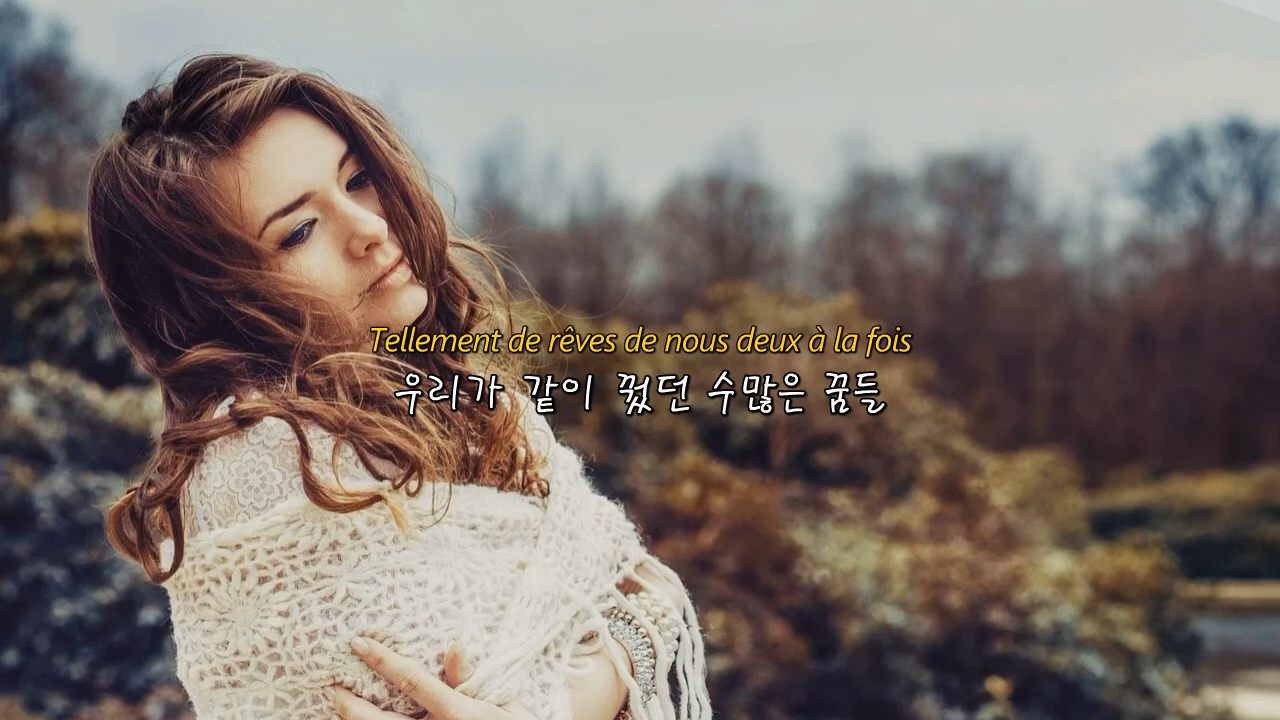 Tellement de rêves de nous deux à la fois
우리가 같이 꿨던 수많은 꿈들